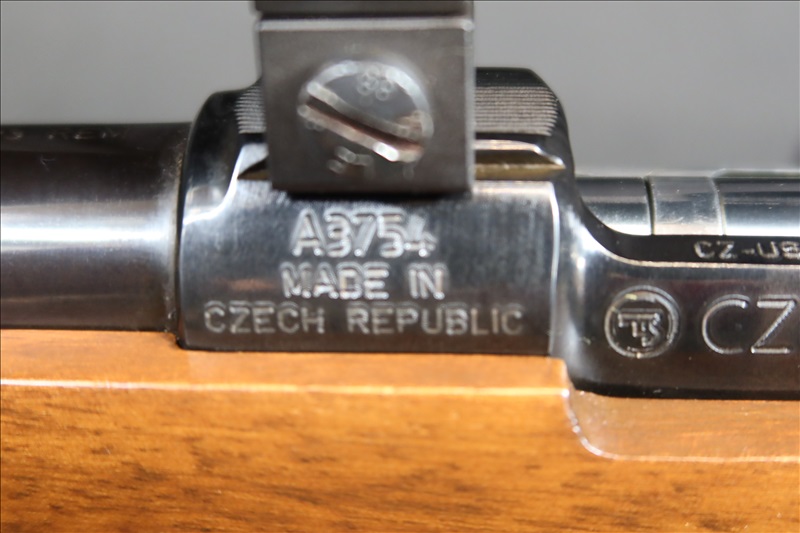 A3754
MADE IN
CZECH REPUBLIC
CZ-US
CZ